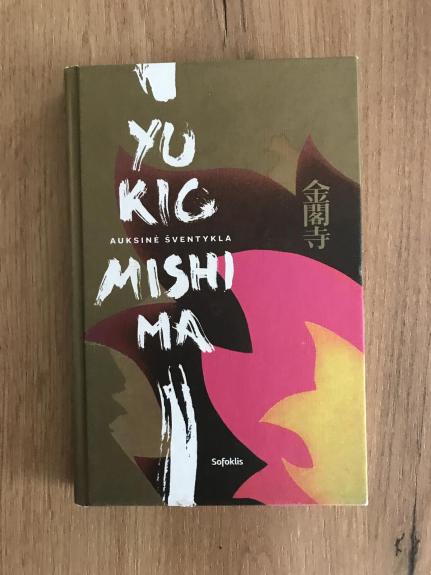 YU
KIO
AUKSINĖ ŠVENTYKLA
MISHI
MA
金閣寺
Sofoklis